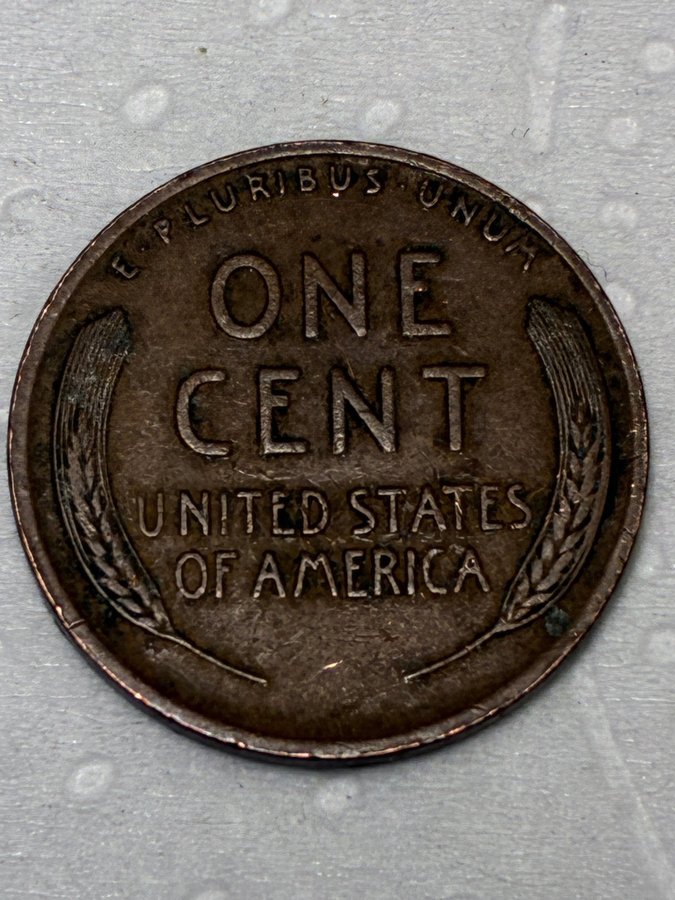 E·PLURIBUS·UNUM
ONE
CENT
UNITED STATES
OF AMERICA